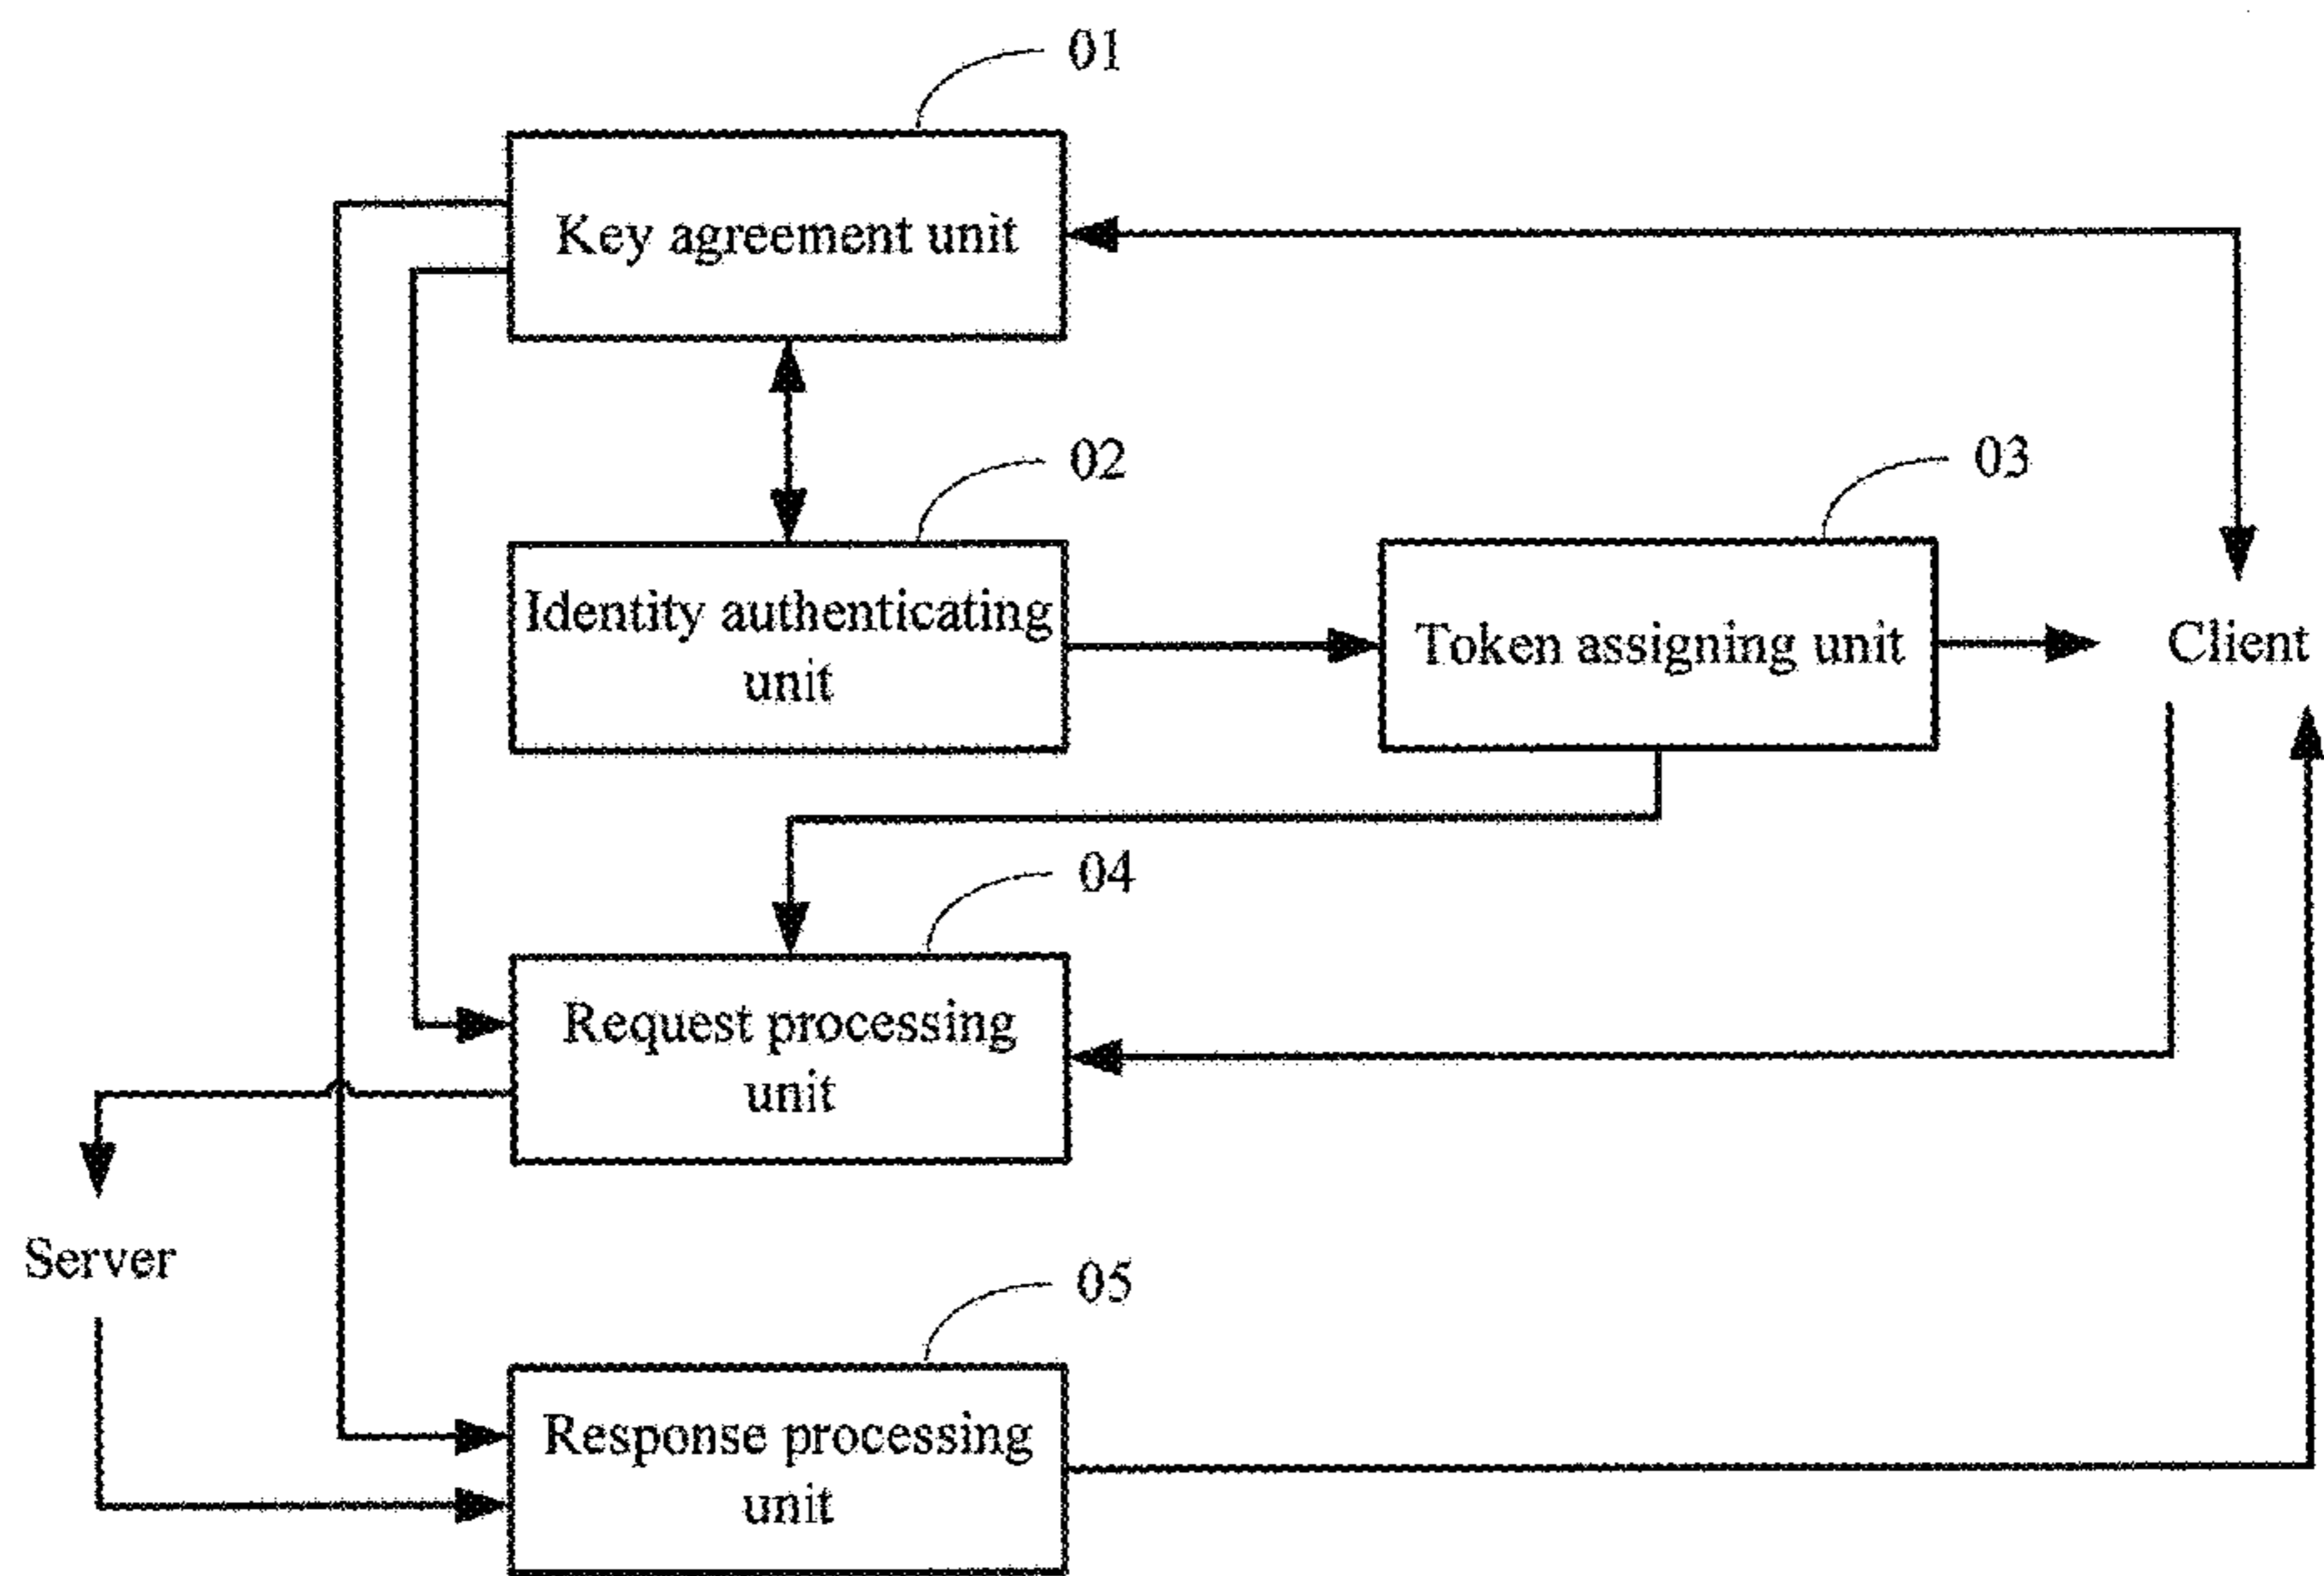 01
Key agreement unit
02
03
Identity authenticating
unit
Token assigning unit
Client
04
Request processing
unit
Server
05
Response processing
unit